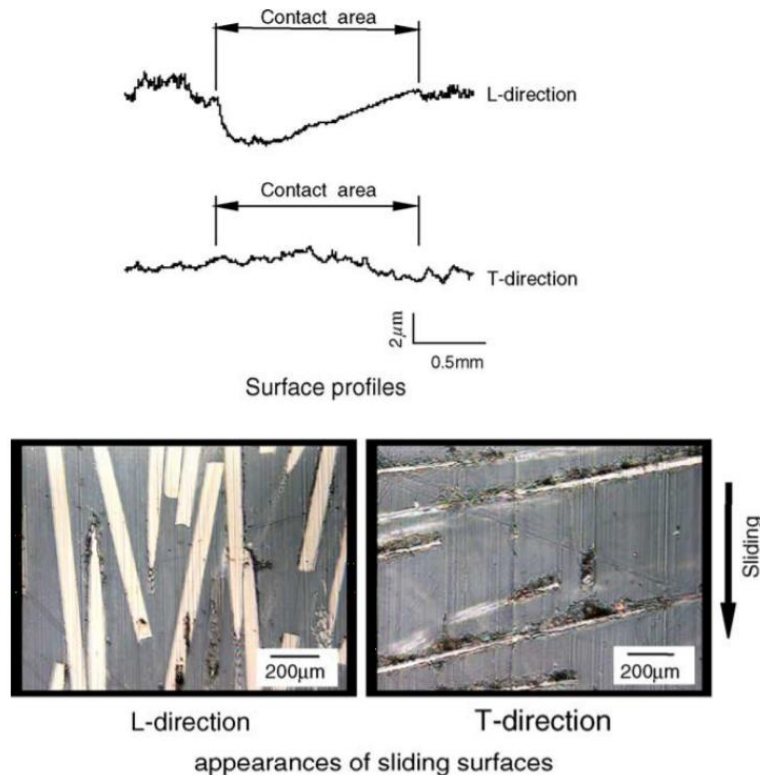 Contact area
L-direction
Contact area
T-direction
2μm
0.5mm
Surface profiles
Sliding
200μm
200μm
L-direction
T-direction
appearances of sliding surfaces